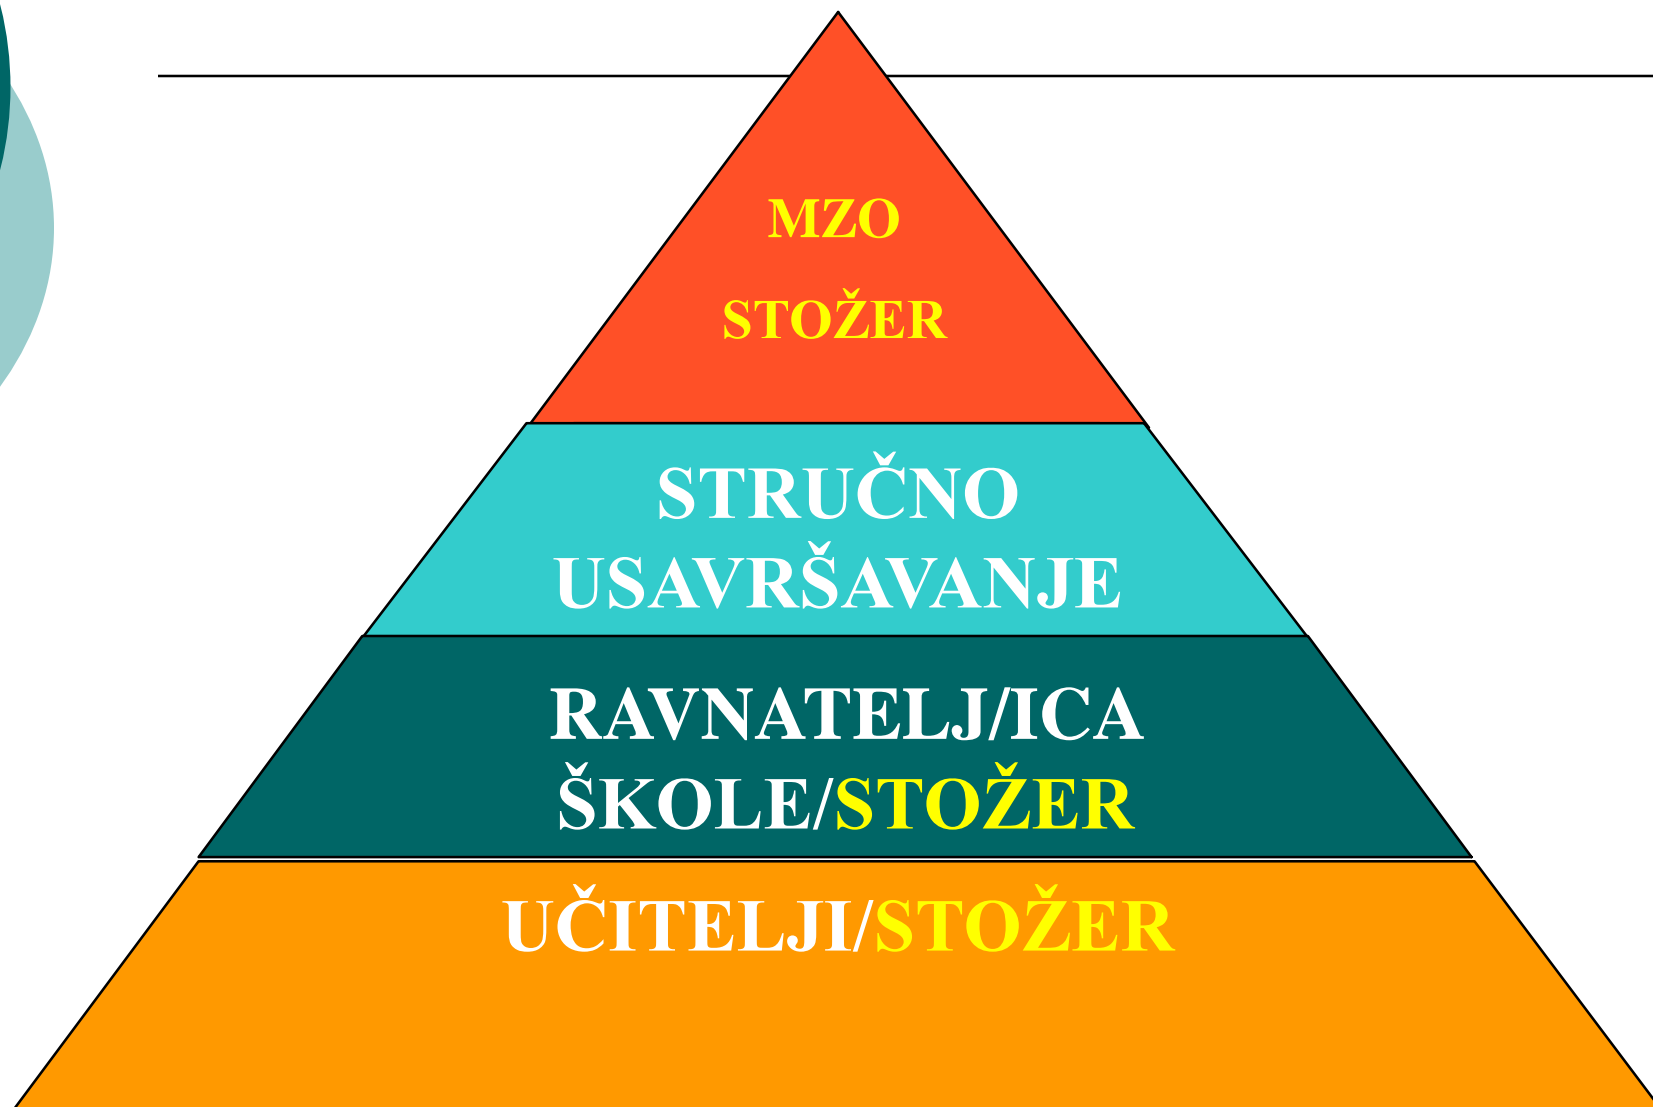 MZO
STOŽER
STRUČNO
USAVRŠAVANJE
RAVNATELJ/ICA
ŠKOLE/STOŽER
UČITELJI/STOŽER